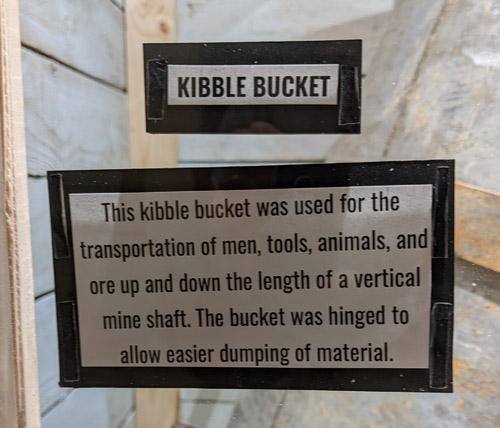 KIBBLE BUCKET
This kibble bucket was used for the
transportation of men, tools, animals, and
ore up and down the length of a vertical
mine shaft. The bucket was hinged to
allow easier dumping of material.